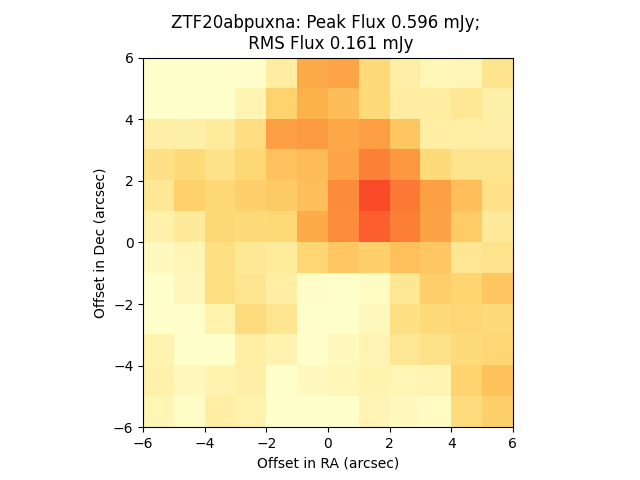 ZTF20abpuxna: Peak Flux 0.596 mJy;
RMS Flux 0.161 mJy
6
4
2
0
−2
−4
−6
Offset in Dec (arcsec)
−6 −4 −2 0 2 4 6
Offset in RA (arcsec)